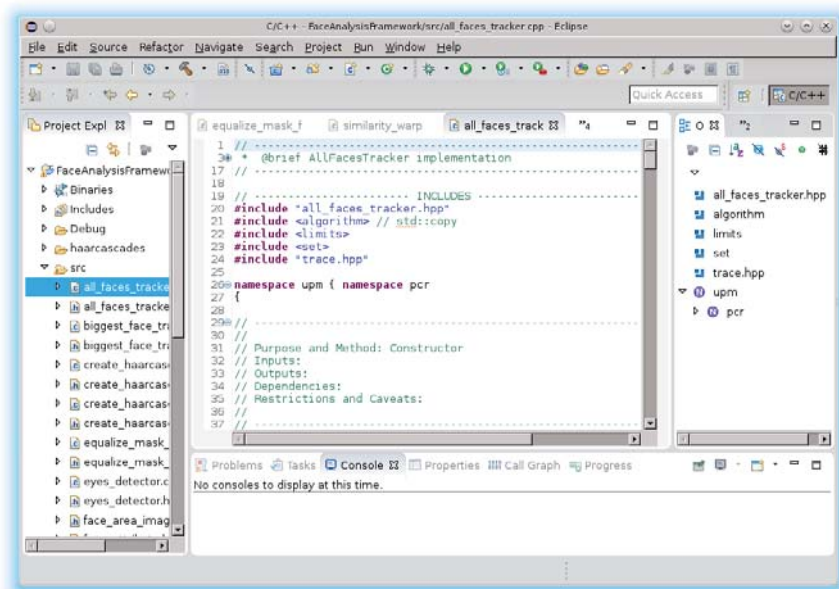 C/C++ - FaceAnalysisFramework/src/all_faces_tracker.cpp - Eclipse
File Edit Source Refactor Navigate Search Project Run Window Help
Quick Access
C/C++
Project Expl
equalize_mask_f
similarity_warp
all_faces_track
"4
O
"2
FaceAnalysisFramew
Binaries
Includes
Debug
haarcascades
src
all_faces_tracke
all_faces_tracke
biggest_face_tr
biggest_face_tr
create_haarcas
create_haarcas
create_haarcas
create_haarcas
equalize_mask_
equalize_mask_
eyes_detector.c
eyes_detector.h
face_area_imag
1 // ------------------------------------------------------------------
3 * @brief AllFacesTracker implementation
17 // ------------------------------------------------------------------
18
19 // ----------------------- INCLUDES --------------------------
20 #include "all_faces_tracker.hpp"
21 #include <algorithm> // std::copy
22 #include <limits>
23 #include <set>
24 #include "trace.hpp"
25
26 namespace upm { namespace pcr
27 {
28
29 // ------------------------------------------------------------------
30 //
31 // Purpose and Method: Constructor
32 // Inputs:
33 // Outputs:
34 // Dependencies:
35 // Restrictions and Caveats:
36 //
37 // ------------------------------------------------------------------
all_faces_tracker.hpp
algorithm
limits
set
trace.hpp
upm
pcr
Problems Tasks Console Properties Call Graph Progress
No consoles to display at this time.